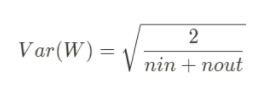 Var(W) = √(2 / (nin + nout))